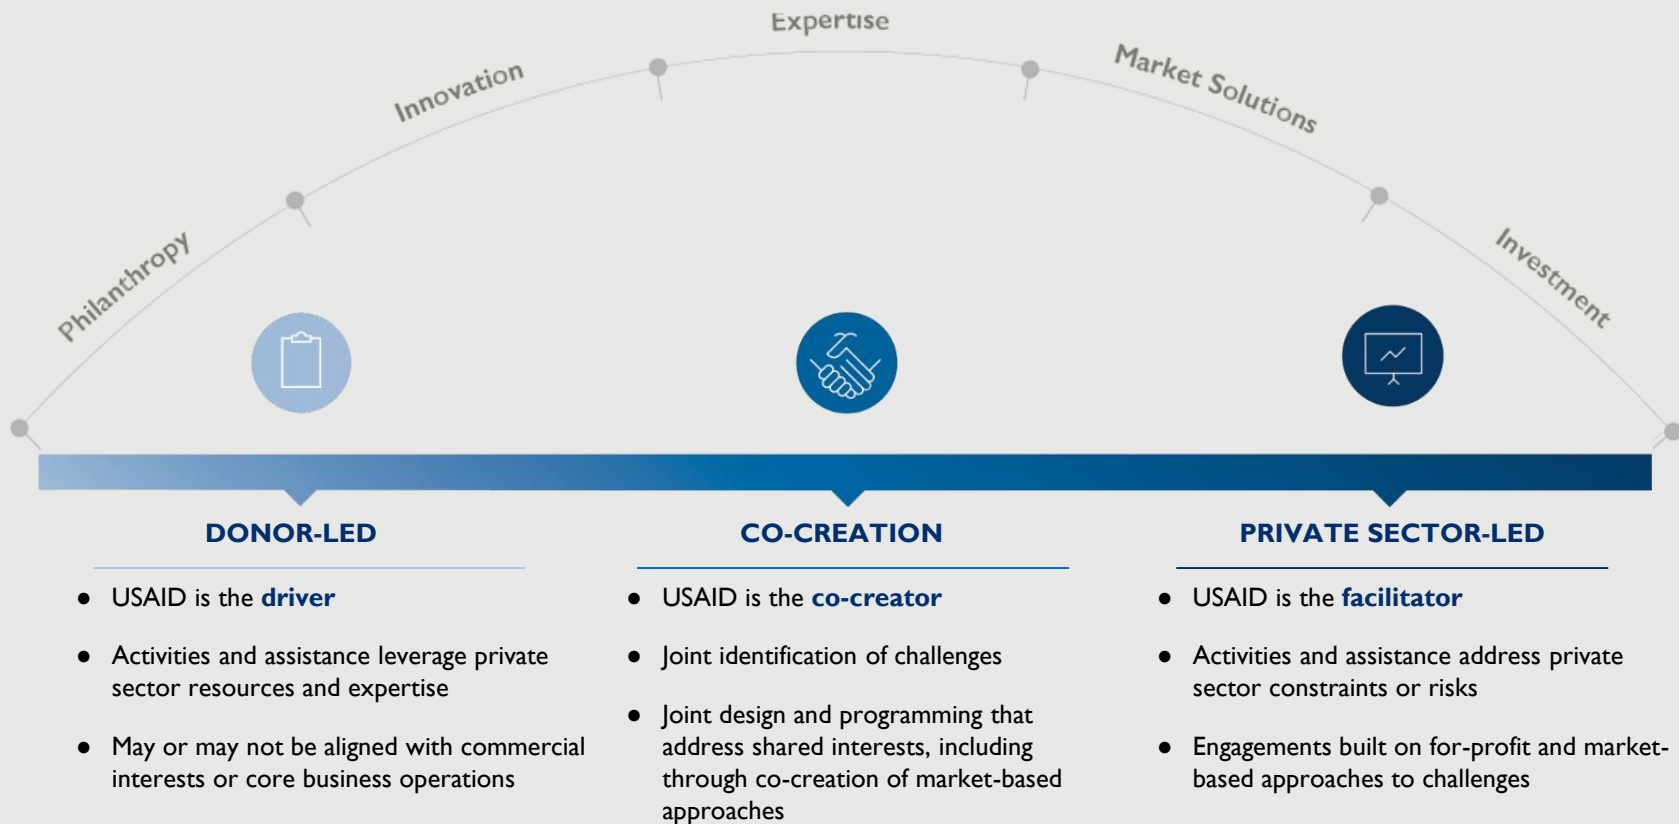 Philanthropy
Innovation
Expertise
Market Solutions
Investment
DONOR-LED
● USAID is the driver
● Activities and assistance leverage private
sector resources and expertise
● May or may not be aligned with commercial
interests or core business operations
CO-CREATION
● USAID is the co-creator
● Joint identification of challenges
● Joint design and programming that
address shared interests, including
through co-creation of market-based
approaches
PRIVATE SECTOR-LED
● USAID is the facilitator
● Activities and assistance address private
sector constraints or risks
● Engagements built on for-profit and market-
based approaches to challenges